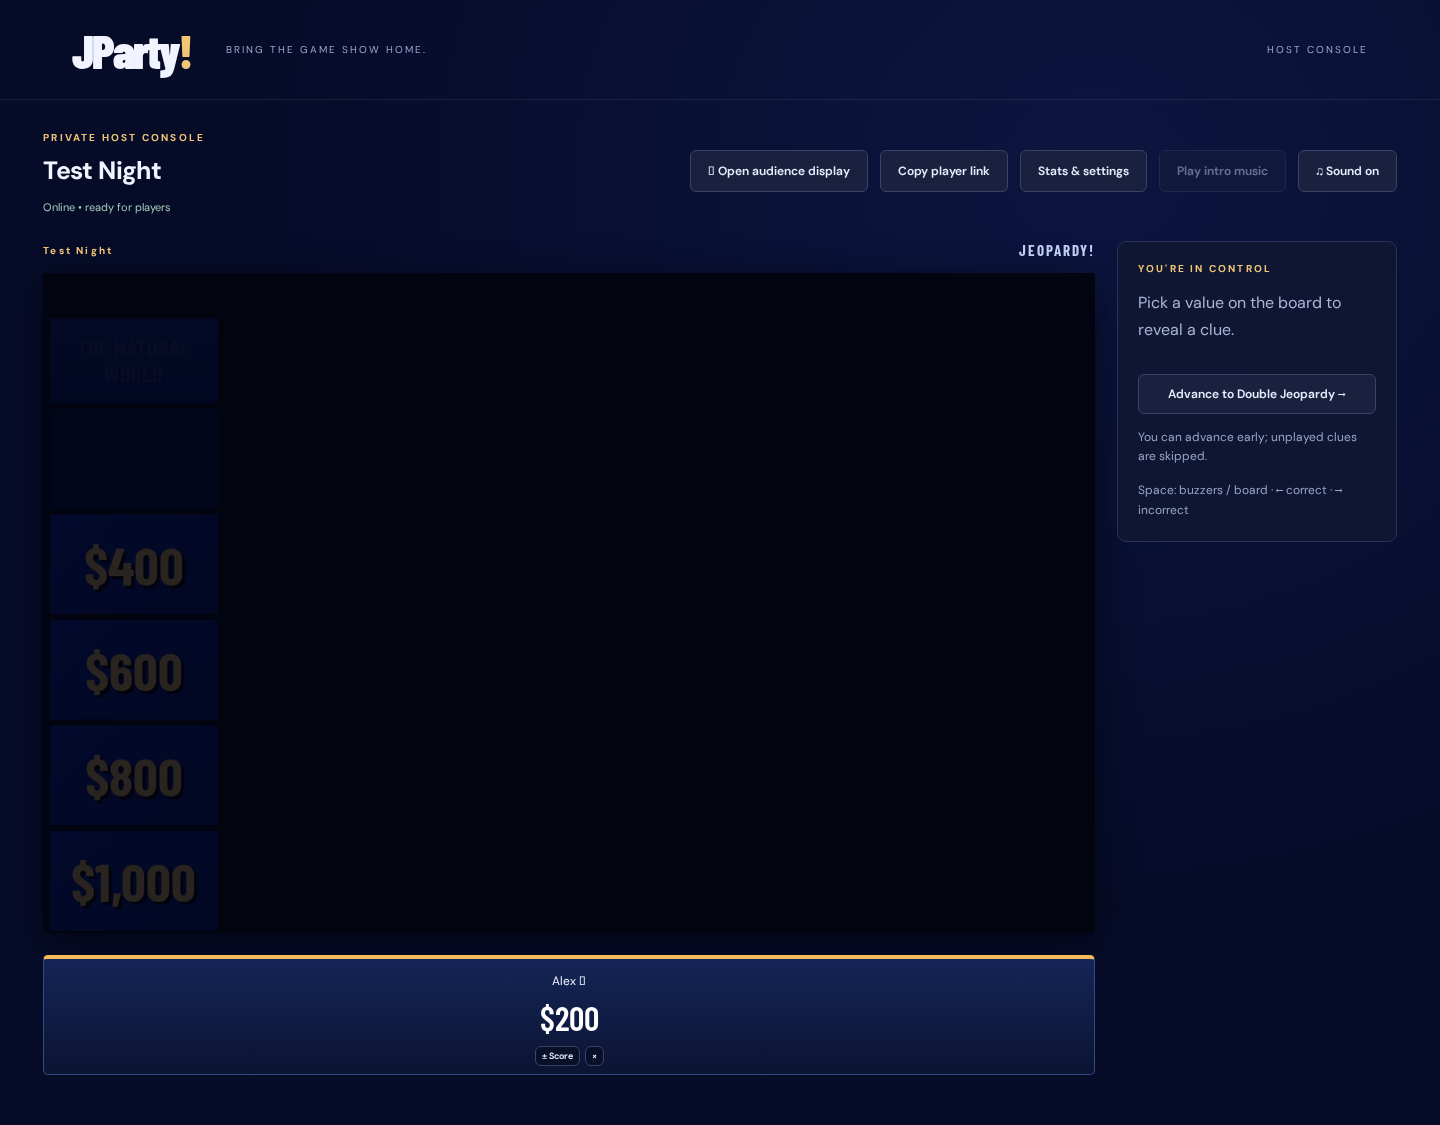 JParty!
BRING THE GAME SHOW HOME.
HOST CONSOLE
PRIVATE HOST CONSOLE
Test Night
Online • ready for players
Open audience display
Copy player link
Stats & settings
Play intro music
♫ Sound on
Test Night
JEOPARDY!
THE NATURAL
WORLD
$400
$600
$800
$1,000
YOU'RE IN CONTROL
Pick a value on the board to
reveal a clue.
Advance to Double Jeopardy →
You can advance early; unplayed clues
are skipped.
Space: buzzers / board · ← correct · →
incorrect
Alex
$200
± Score
×